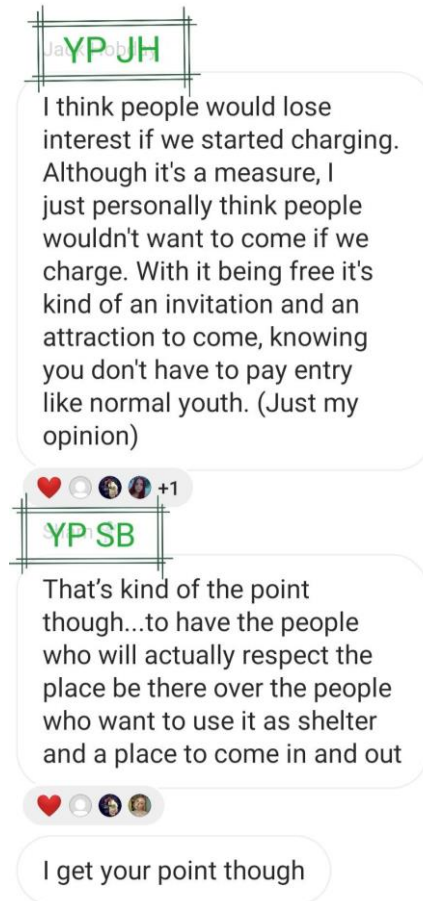 YP JH
I think people would lose
interest if we started charging.
Although it's a measure, I
just personally think people
wouldn't want to come if we
charge. With it being free it's
kind of an invitation and an
attraction to come, knowing
you don't have to pay entry
like normal youth. (Just my
opinion)
+1
YP SB
That’s kind of the point
though...to have the people
who will actually respect the
place be there over the people
who want to use it as shelter
and a place to come in and out
I get your point though